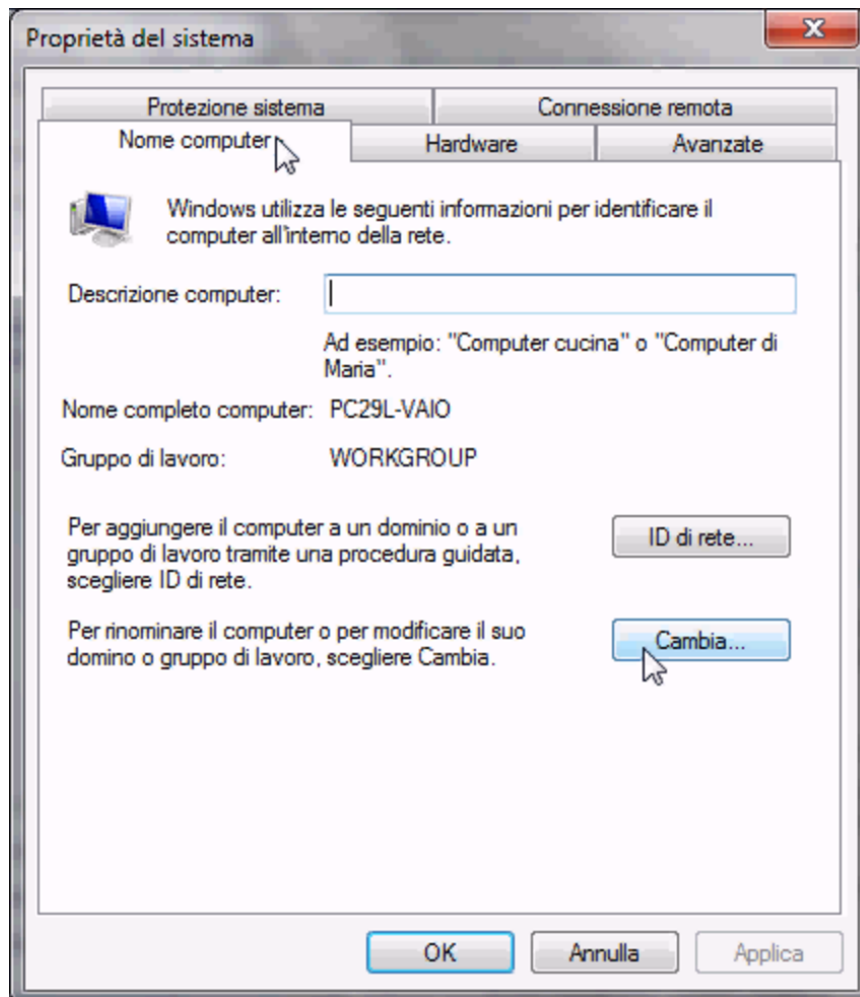 Proprietà del sistema
Protezione sistema
Connessione remota
Nome computer
Hardware
Avanzate
Windows utilizza le seguenti informazioni per identificare il
computer all'interno della rete.
Descrizione computer:
Ad esempio: "Computer cucina" o "Computer di
Maria".
Nome completo computer: PC29L-VAIO
Gruppo di lavoro: WORKGROUP
Per aggiungere il computer a un dominio o a un
gruppo di lavoro tramite una procedura guidata,
scegliere ID di rete.
ID di rete...
Per rinominare il computer o per modificare il suo
domino o gruppo di lavoro, scegliere Cambia.
Cambia...
OK
Annulla
Applica